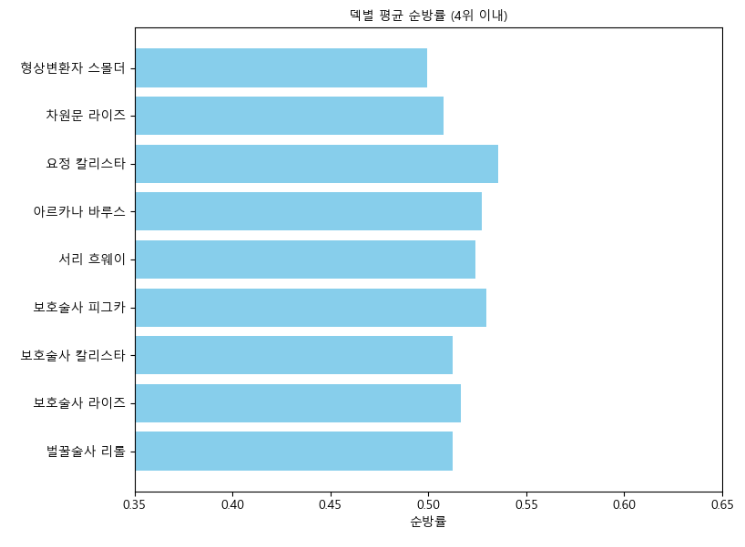 덱별 평균 순방률 (4위 이내)
형상변환자 스몰더
차원문 라이즈
요정 칼리스타
아르카나 바루스
서리 흐웨이
보호술사 피그카
보호술사 칼리스타
보호술사 라이즈
벌꿀술사 리롤
0.35 0.40 0.45 0.50 0.55 0.60 0.65
순방률